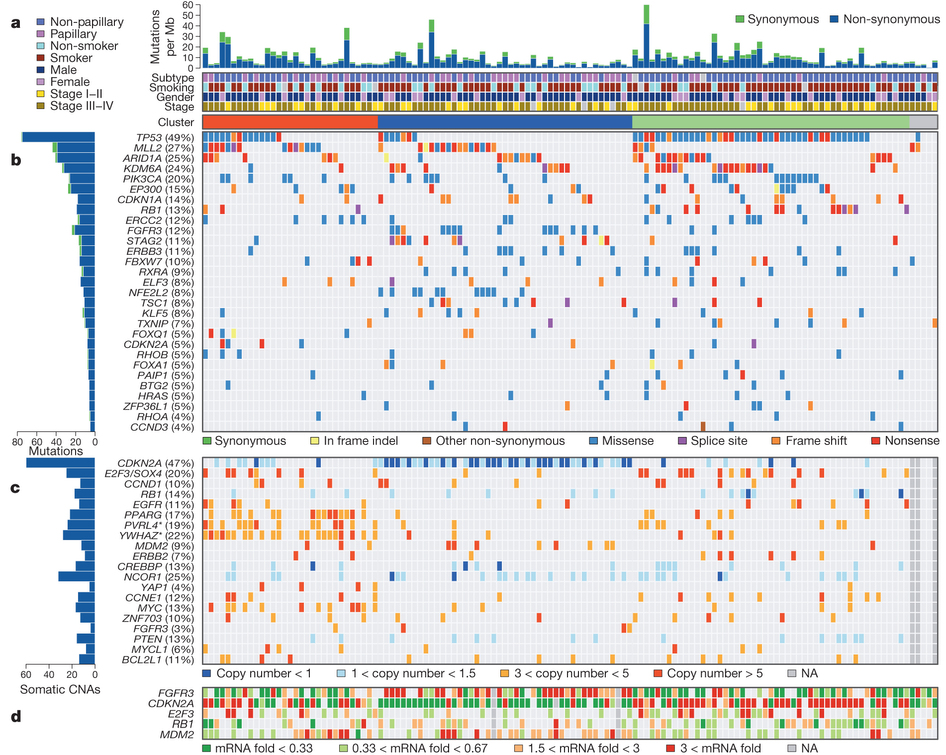 a
Non-papillary
Papillary
Non-smoker
Smoker
Male
Female
Stage I–II
Stage III–IV
Mutations
per Mb
60
50
40
30
20
10
0
Synonymous
Non-synonymous
Subtype
Smoking
Gender
Stage
Cluster
b
TP53 (49%)
MLL2 (27%)
ARID1A (25%)
KDM6A (24%)
PIK3CA (20%)
EP300 (15%)
CDKN1A (14%)
RB1 (13%)
ERCC2 (12%)
FGFR3 (12%)
STAG2 (11%)
ERBB3 (11%)
FBXW7 (10%)
RXRA (9%)
ELF3 (8%)
NFE2L2 (8%)
TSC1 (8%)
KLF5 (8%)
TXNIP (7%)
FOXQ1 (5%)
CDKN2A (5%)
RHOB (5%)
FOXA1 (5%)
PAIP1 (5%)
BTG2 (5%)
HRAS (5%)
ZFP36L1 (5%)
RHOA (4%)
CCND3 (4%)
80 60 40 20 0
Mutations
Synonymous In frame indel Other non-synonymous Missense Splice site Frame shift Nonsense
c
CDKN2A (47%)
E2F3/SOX4 (20%)
CCND1 (10%)
RB1 (14%)
EGFR (11%)
PPARG (17%)
PVRL4* (19%)
YWHAZ* (22%)
MDM2 (9%)
ERBB2 (7%)
CREBBP (13%)
NCOR1 (25%)
YAP1 (4%)
CCNE1 (12%)
MYC (13%)
ZNF703 (10%)
FGFR3 (3%)
PTEN (13%)
MYCL1 (6%)
BCL2L1 (11%)
60 40 20 0
Somatic CNAs
Copy number < 1 1 < copy number < 1.5 3 < copy number < 5 Copy number > 5 NA
d
FGFR3
CDKN2A
E2F3
RB1
MDM2
mRNA fold < 0.33 0.33 < mRNA fold < 0.67 1.5 < mRNA fold < 3 3 < mRNA fold NA